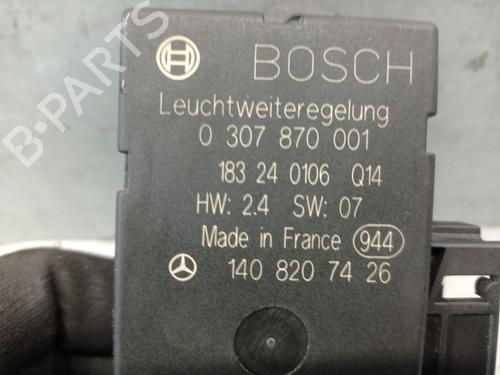 B-PARTS
BOSCH
Leuchtweiteregelung
0 307 870 001
183 24 0106 Q14
HW: 2.4 SW: 07
Made in France 944
140 820 74 26